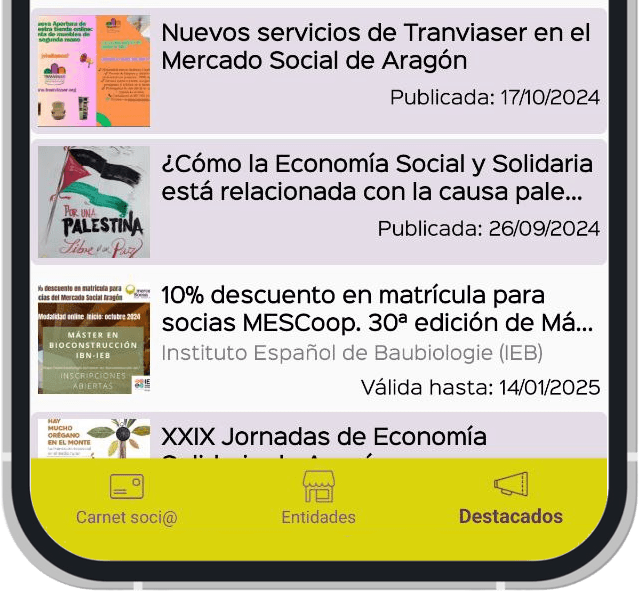 Nuevos servicios de Tranviaser en el
Mercado Social de Aragón
Publicada: 17/10/2024
¿Cómo la Economía Social y Solidaria
está relacionada con la causa pale...
Publicada: 26/09/2024
POR UNA
PALESTINA
Libre y en Paz
10% descuento en matrícula para
socias MESCoop. 30ª edición de Má...
Instituto Español de Baubiologie (IEB)
Válida hasta: 14/01/2025
% descuento en matrícula para
cias del Mercado Social Aragón
Modalidad online Inicio: octubre 2024
MÁSTER EN
BIOCONSTRUCCIÓN
IBN-IEB
INSCRIPCIONES
ABIERTAS
HAY
MUCHO
ORÉGANO
EN EL MONTE
XXIX Jornadas de Economía
Carnet soci@
Entidades
Destacados